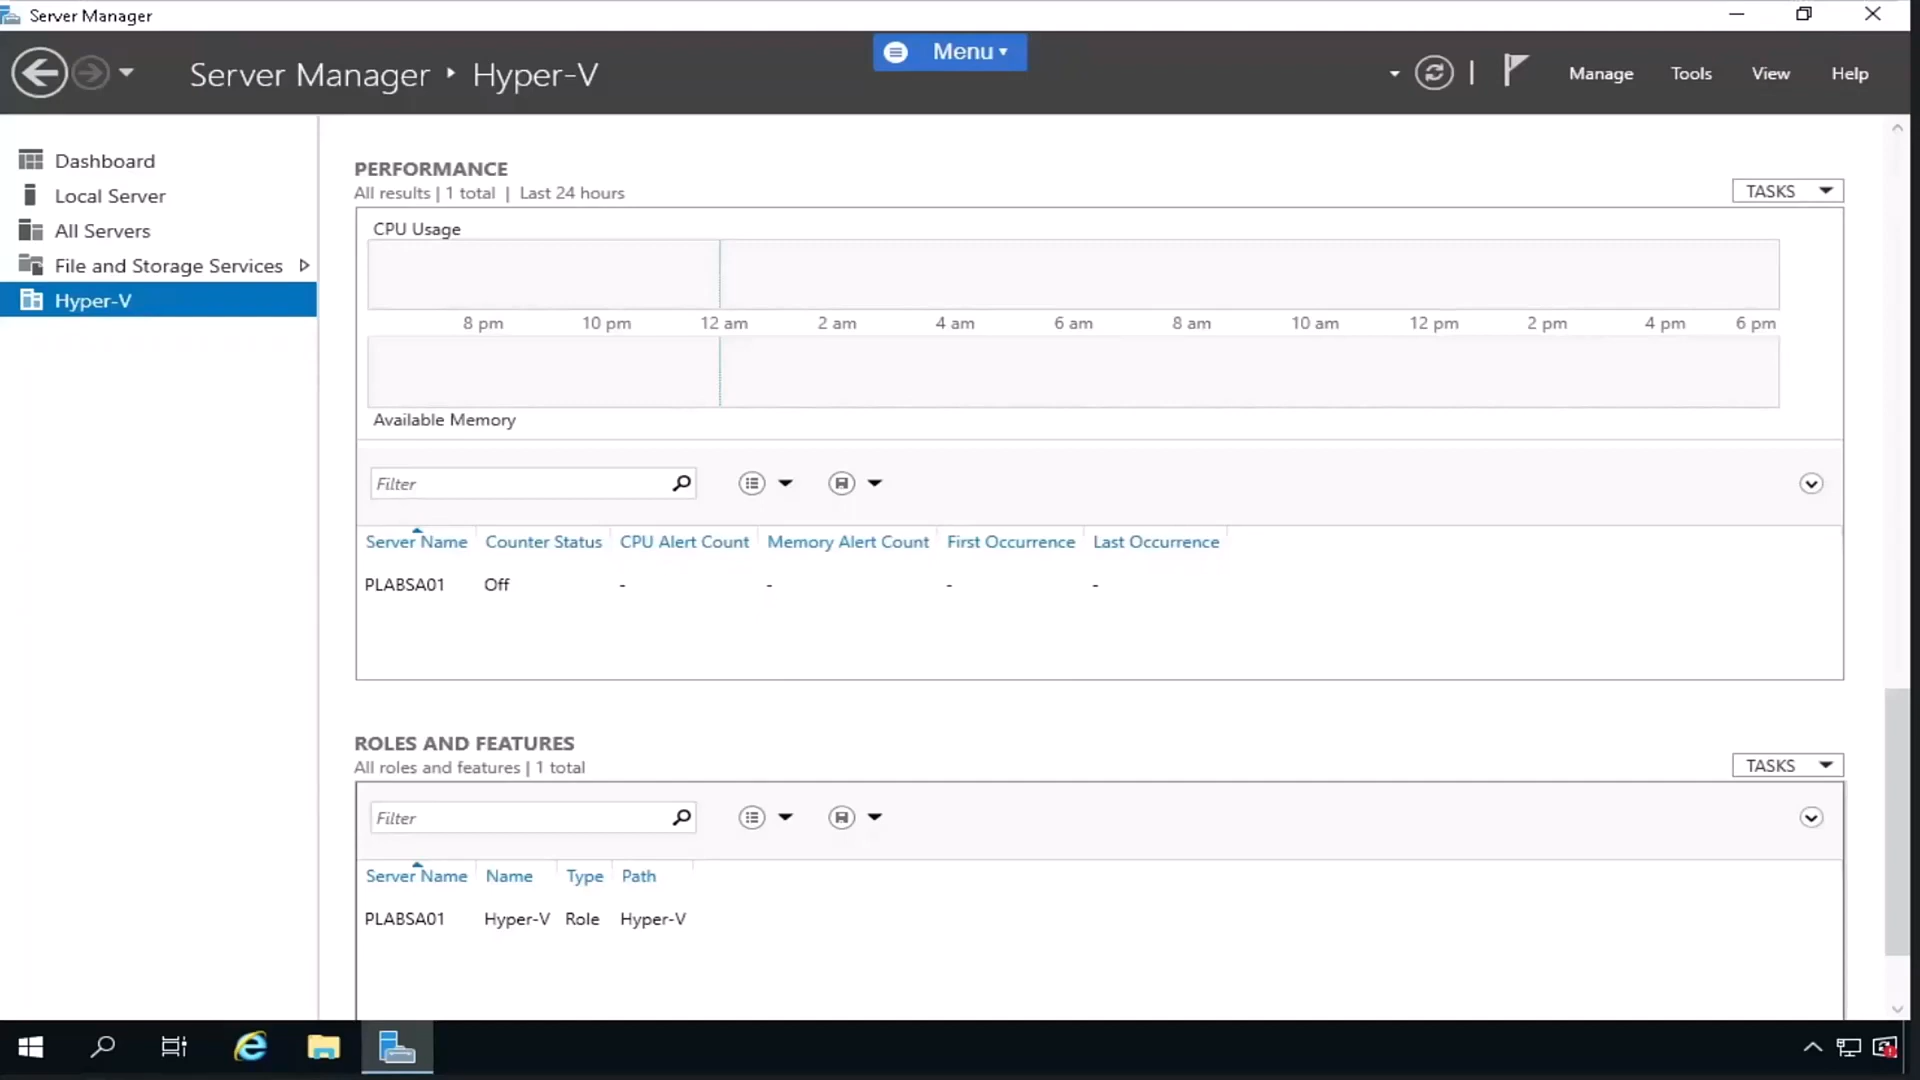 Server Manager
Server Manager ‣ Hyper-V
Menu
Manage
Tools
View
Help
Dashboard
Local Server
All Servers
File and Storage Services
Hyper-V
PERFORMANCE
All results | 1 total | Last 24 hours
TASKS
CPU Usage
8 pm 10 pm 12 am 2 am 4 am 6 am 8 am 10 am 12 pm 2 pm 4 pm 6 pm
Available Memory
Filter
Server Name Counter Status CPU Alert Count Memory Alert Count First Occurrence Last Occurrence
PLABSA01 Off - - - -
ROLES AND FEATURES
All roles and features | 1 total
TASKS
Filter
Server Name Name Type Path
PLABSA01 Hyper-V Role Hyper-V